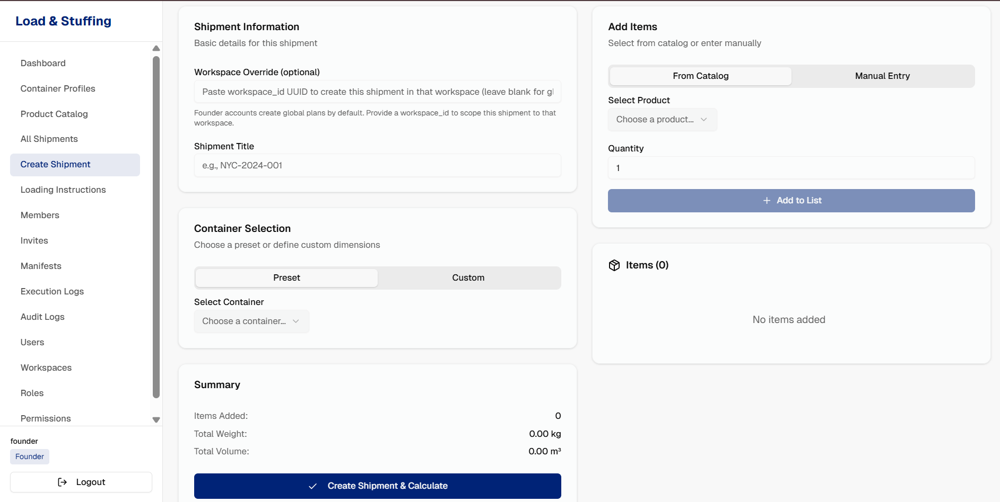 Load & Stuffing
Dashboard
Container Profiles
Product Catalog
All Shipments
Create Shipment
Loading Instructions
Members
Invites
Manifests
Execution Logs
Audit Logs
Users
Workspaces
Roles
Permissions
founder
Founder
Logout
Shipment Information
Basic details for this shipment
Workspace Override (optional)
Paste workspace_id UUID to create this shipment in that workspace (leave blank for gl
Founder accounts create global plans by default. Provide a workspace_id to scope this shipment to that
workspace.
Shipment Title
e.g., NYC-2024-001
Container Selection
Choose a preset or define custom dimensions
Preset
Custom
Select Container
Choose a container...
Summary
Items Added:
0
Total Weight:
0.00 kg
Total Volume:
0.00 m³
Create Shipment & Calculate
Add Items
Select from catalog or enter manually
From Catalog
Manual Entry
Select Product
Choose a product...
Quantity
1
Add to List
Items (0)
No items added